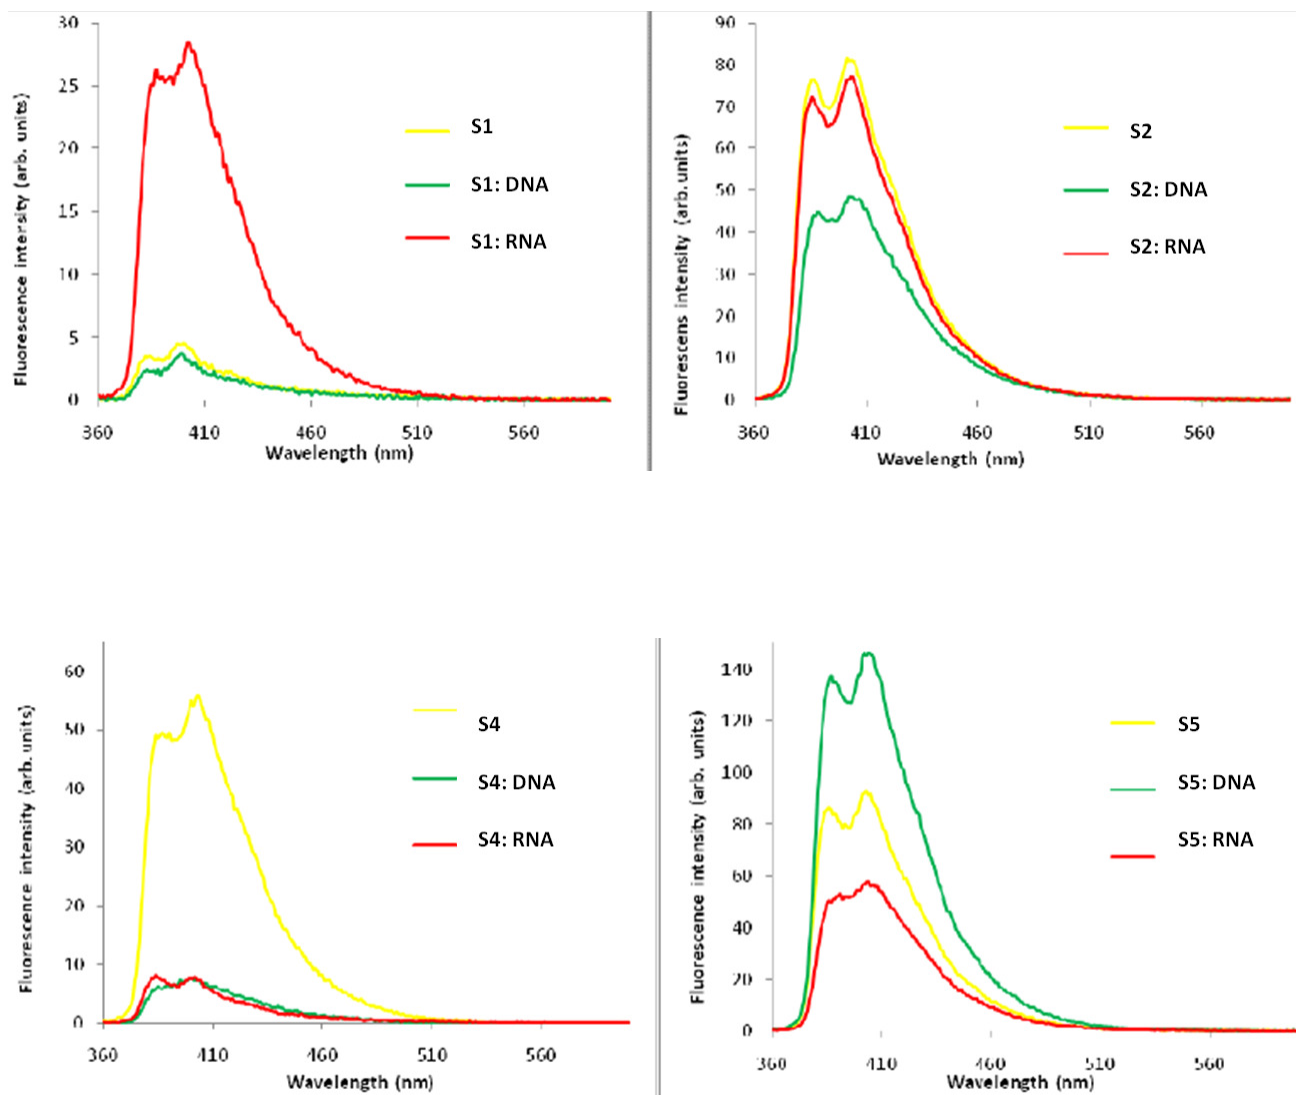 Fluorescence intensity (arb. units)
30
25
20
15
10
5
0
360 410 460 510 560
Wavelength (nm)
S1
S1: DNA
S1: RNA
Fluorescens intensity (arb. units)
90
80
70
60
50
40
30
20
10
0
360 410 460 510 560
Wavelength (nm)
S2
S2: DNA
S2: RNA
Fluorescence intensity (arb. units)
60
50
40
30
20
10
0
360 410 460 510 560
Wavelength (nm)
S4
S4: DNA
S4: RNA
Fluorescence intensity (arb. units)
140
120
100
80
60
40
20
0
360 410 460 510 560
Wavelength (nm)
S5
S5: DNA
S5: RNA